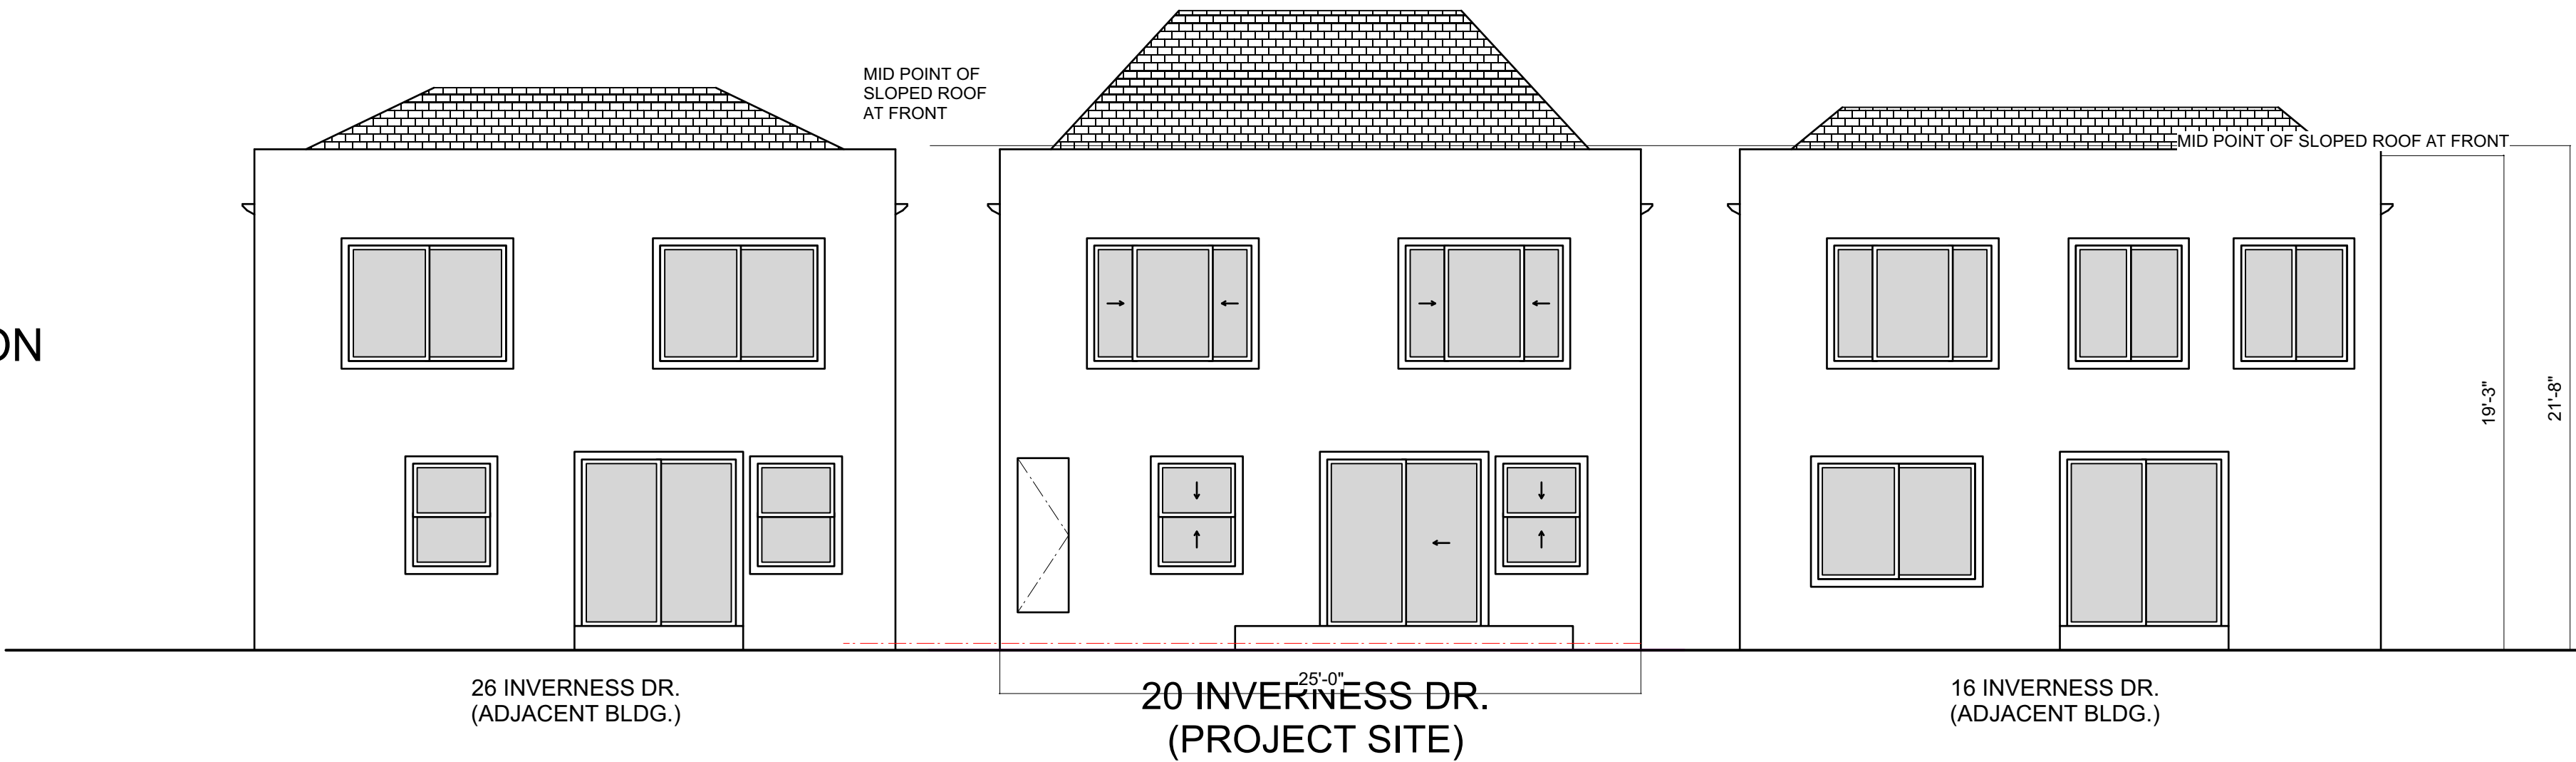 MID POINT OF
SLOPED ROOF
AT FRONT
MID POINT OF SLOPED ROOF AT FRONT
ON
19'-3"
21'-8"
26 INVERNESS DR.
(ADJACENT BLDG.)
25'-0"
20 INVERNESS DR.
(PROJECT SITE)
16 INVERNESS DR.
(ADJACENT BLDG.)